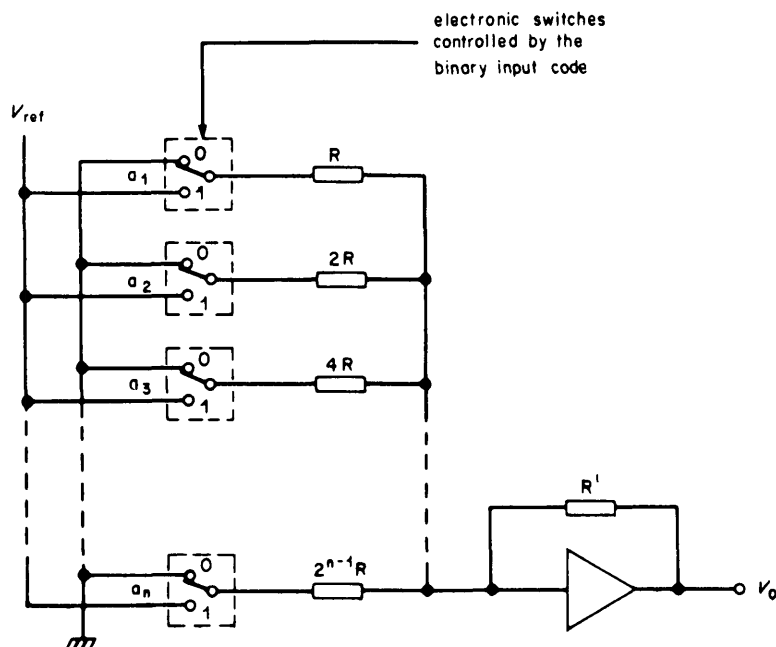 electronic switches
controlled by the
binary input code
Vref
0
R
a1
1
0
2R
a2
1
0
4R
a3
1
R'
0
2n-1R
an
1
Vo